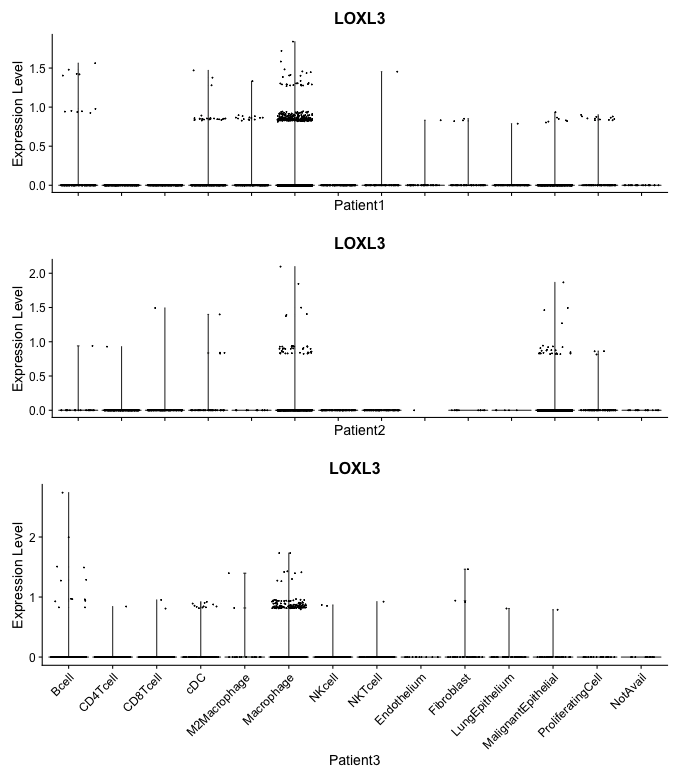 LOXL3
Expression Level
1.5
1.0
0.5
0.0
Patient1
LOXL3
Expression Level
2.0
1.5
1.0
0.5
0.0
Patient2
LOXL3
Expression Level
2
1
0
Bcell
CD4Tcell
CD8Tcell
cDC
M2Macrophage
Macrophage
NKcell
NKTcell
Endothelium
Fibroblast
LungEpithelium
MalignantEpithelial
ProliferatingCell
NotAvail
Patient3